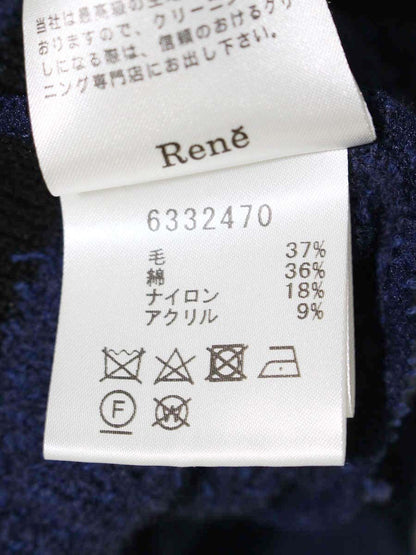 当社は最高級の生
おりますので、クリーニン
しになる際は、信頼のおけるクリ
ニング専門店にお出し下さい。
René
6332470
毛 37%
綿 36%
ナイロン 18%
アクリル 9%
F W